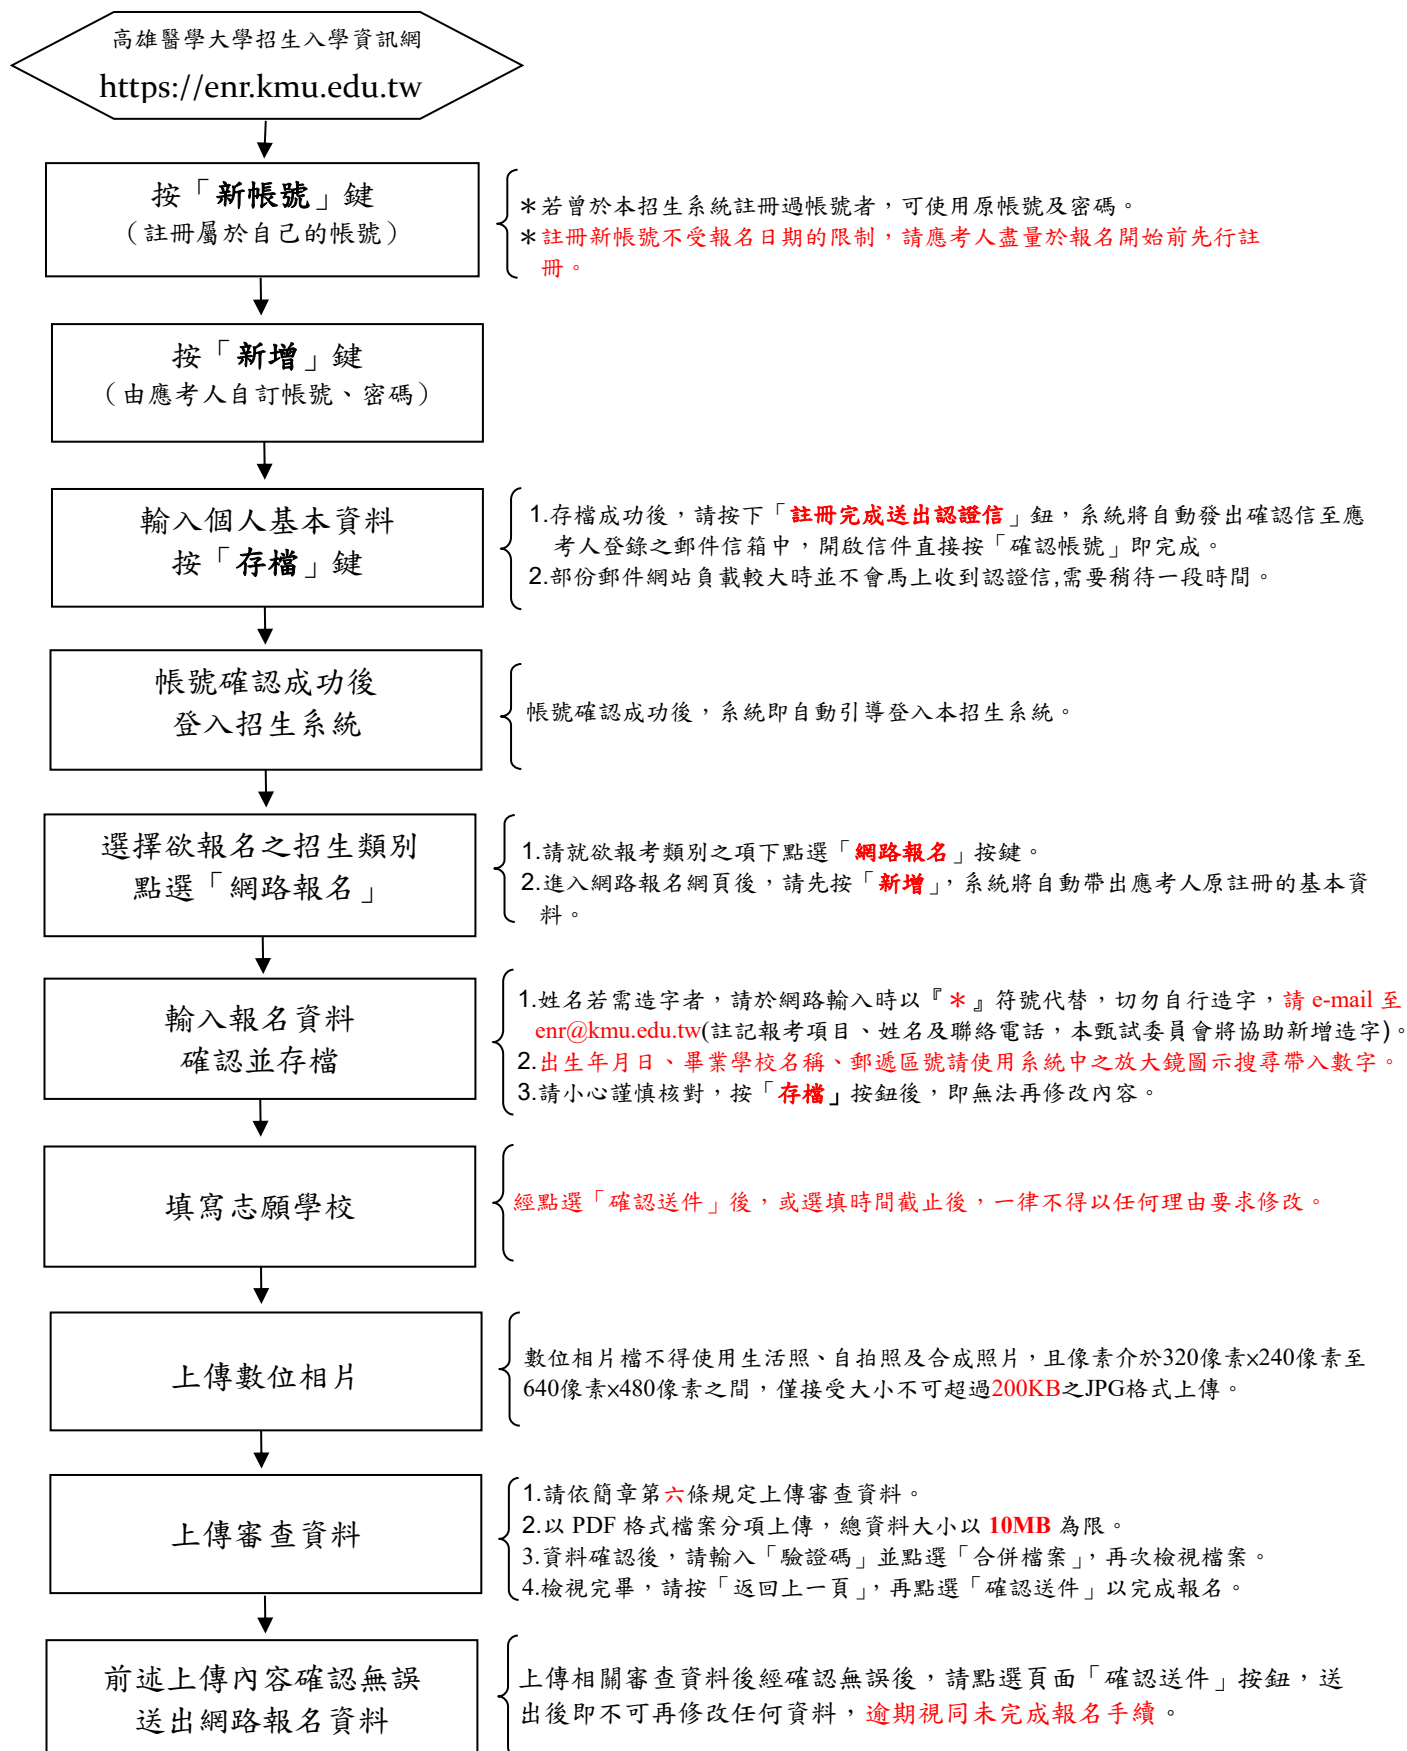 高雄醫學大學招生入學資訊網
https://enr.kmu.edu.tw
按「新帳號」鍵
（註冊屬於自己的帳號）
＊若曾於本招生系統註冊過帳號者，可使用原帳號及密碼。
＊註冊新帳號不受報名日期的限制，請應考人盡量於報名開始前先行註
冊。
按「新增」鍵
（由應考人自訂帳號、密碼）
輸入個人基本資料
按「存檔」鍵
1.存檔成功後，請按下「註冊完成送出認證信」鈕，系統將自動發出確認信至應
考人登錄之郵件信箱中，開啟信件直接按「確認帳號」即完成。
2.部份郵件網站負載較大時並不會馬上收到認證信,需要稍待一段時間。
帳號確認成功後
登入招生系統
帳號確認成功後，系統即自動引導登入本招生系統。
選擇欲報名之招生類別
點選「網路報名」
1.請就欲報考類別之項下點選「網路報名」按鍵。
2.進入網路報名網頁後，請先按「新增」，系統將自動帶出應考人原註冊的基本資
料。
輸入報名資料
確認並存檔
1.姓名若需造字者，請於網路輸入時以『＊』符號代替，切勿自行造字，請 e-mail 至
enr@kmu.edu.tw(註記報考項目、姓名及聯絡電話，本甄試委員會將協助新增造字)。
2.出生年月日、畢業學校名稱、郵遞區號請使用系統中之放大鏡圖示搜尋帶入數字。
3.請小心謹慎核對，按「存檔」按鈕後，即無法再修改內容。
填寫志願學校
經點選「確認送件」後，或選填時間截止後，一律不得以任何理由要求修改。
上傳數位相片
數位相片檔不得使用生活照、自拍照及合成照片，且像素介於320像素×240像素至
640像素×480像素之間，僅接受大小不可超過200KB之JPG格式上傳。
上傳審查資料
1.請依簡章第六條規定上傳審查資料。
2.以 PDF 格式檔案分項上傳，總資料大小以 10MB 為限。
3.資料確認後，請輸入「驗證碼」並點選「合併檔案」，再次檢視檔案。
4.檢視完畢，請按「返回上一頁」，再點選「確認送件」以完成報名。
前述上傳內容確認無誤
送出網路報名資料
上傳相關審查資料後經確認無誤後，請點選頁面「確認送件」按鈕，送
出後即不可再修改任何資料，逾期視同未完成報名手續。